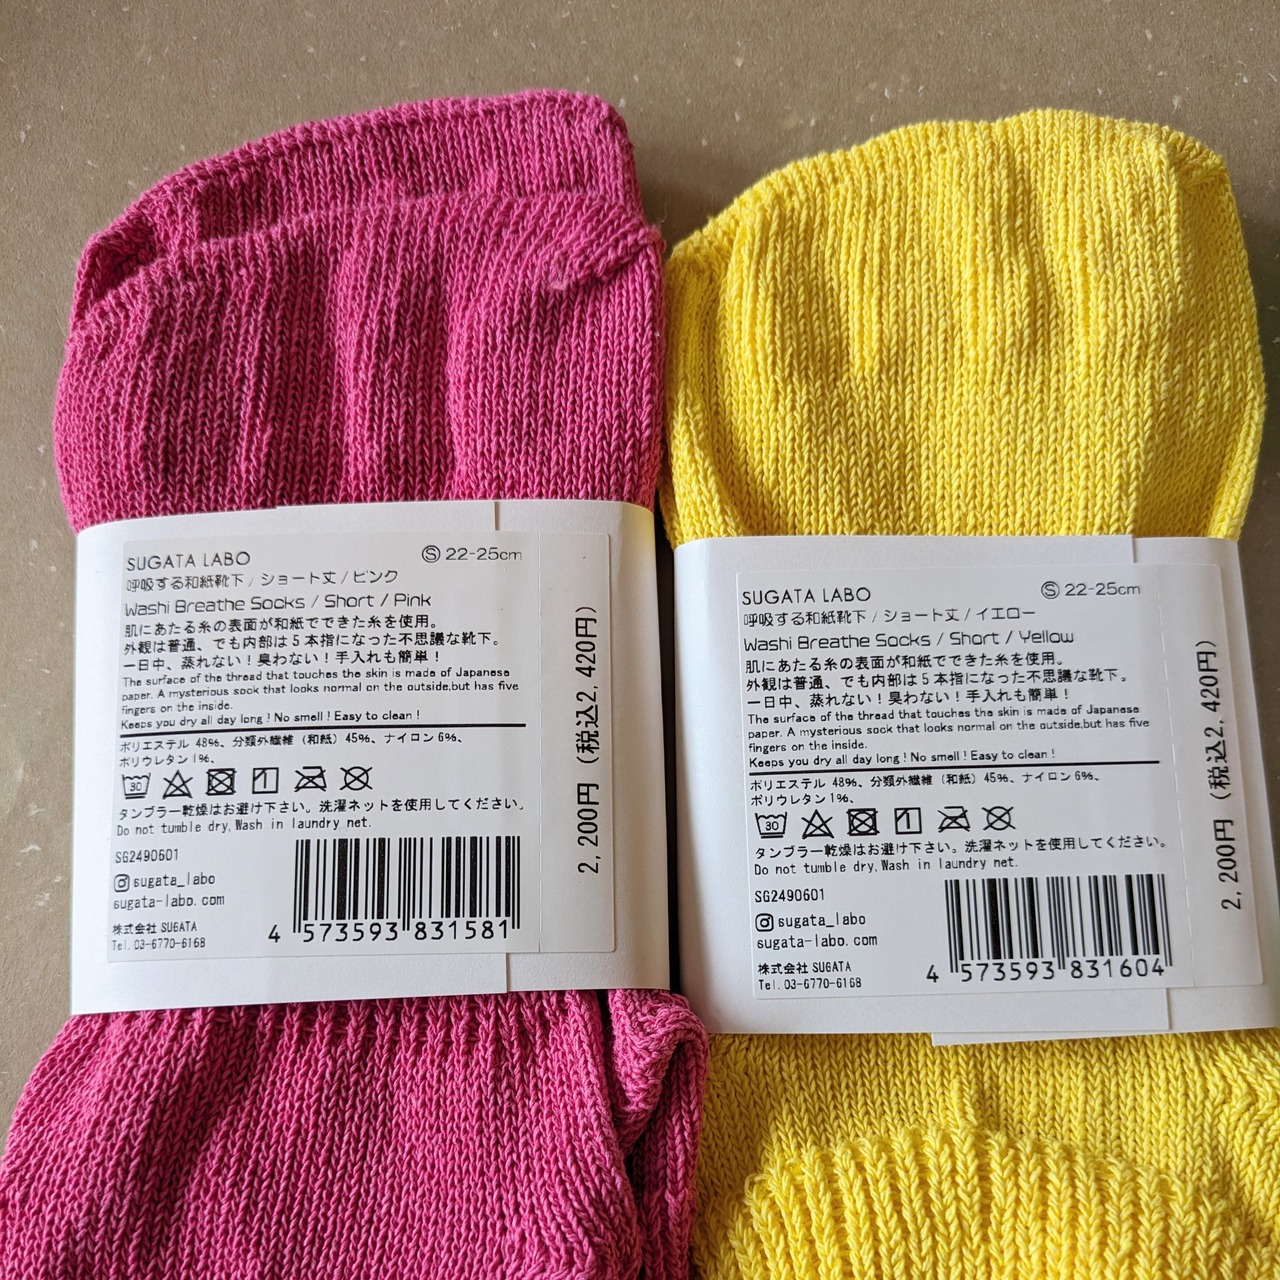 SUGATA LABO Ⓢ 22-25cm
呼吸する和紙靴下 / ショート丈 / ピンク
Washi Breathe Socks / Short / Pink
肌にあたる糸の表面が和紙でできた糸を使用。
外観は普通、でも内部は5本指になった不思議な靴下。
一日中、蒸れない!臭わない!手入れも簡単!
The surface of the thread that touches the skin is made of Japanese
paper. A mysterious sock that looks normal on the outside,but has five
fingers on the inside.
Keeps you dry all day long ! No smell ! Easy to clean !
ポリエステル 48%、分類外繊維(和紙)45%、ナイロン6%、
ポリウレタン1%、
30
タンブラー乾燥はお避け下さい。洗濯ネットを使用してください。
Do not tumble dry,Wash in laundry net.
SG2490601
sugata_labo
sugata-labo.com
株式会社 SUGATA
Tel.03-6770-6168
4 573593 831581
2,200円(税込2,420円)
SUGATA LABO Ⓢ 22-25cm
呼吸する和紙靴下 / ショート丈 / イエロー
Washi Breathe Socks / Short / Yellow
肌にあたる糸の表面が和紙でできた糸を使用。
外観は普通、でも内部は5本指になった不思議な靴下。
一日中、蒸れない!臭わない!手入れも簡単!
The surface of the thread that touches the skin is made of Japanese
paper. A mysterious sock that looks normal on the outside,but has five
fingers on the inside.
Keeps you dry all day long ! No smell ! Easy to clean !
ポリエステル 48%、分類外繊維(和紙)45%、ナイロン6%、
ポリウレタン1%、
30
タンブラー乾燥はお避け下さい。洗濯ネットを使用してください。
Do not tumble dry,Wash in laundry net.
SG2490601
sugata_labo
sugata-labo.com
株式会社 SUGATA
Tel.03-6770-6168
4 573593 831604
2,200円(税込2,420円)